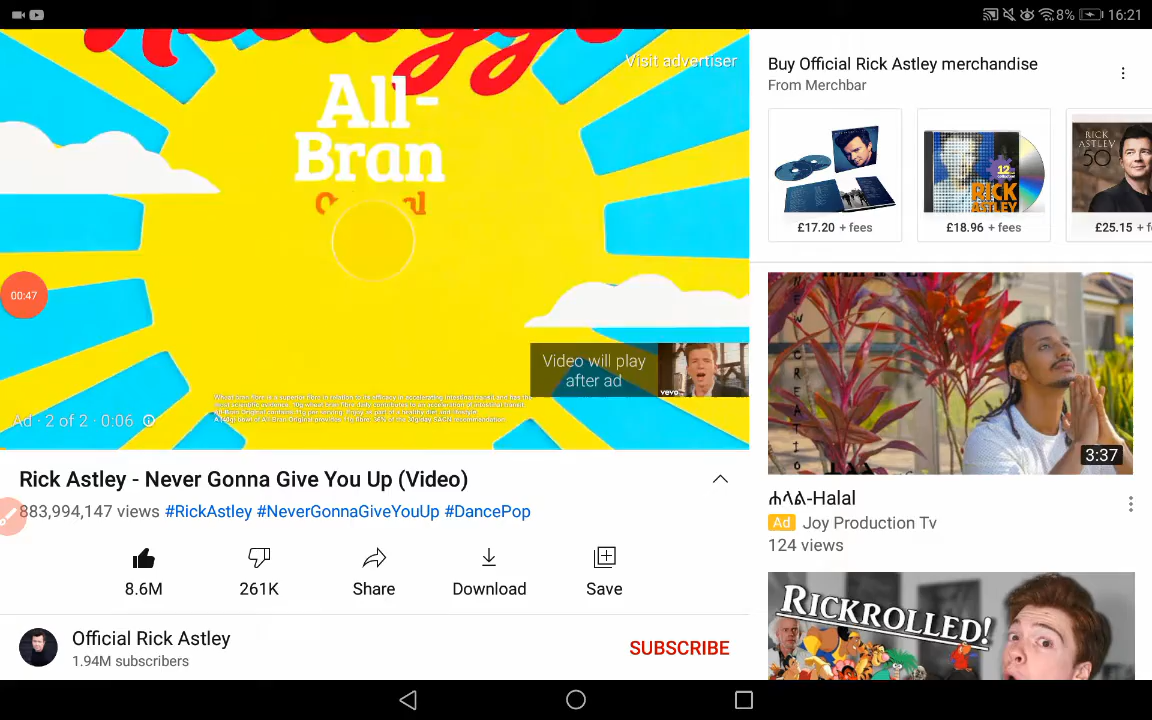 8% 16:21
Kellogg's
Visit advertiser
All-
Bran
Original
00:47
Video will play
after ad
vevo
Ad · 2 of 2 · 0:06
Rick Astley - Never Gonna Give You Up (Video)
883,994,147 views #RickAstley #NeverGonnaGiveYouUp #DancePop
8.6M
261K
Share
Download
Save
Official Rick Astley
1.94M subscribers
SUBSCRIBE
Buy Official Rick Astley merchandise
From Merchbar
12
RICK
ASTLEY
RICK
ASTLEY
50
£17.20 + fees
£18.96 + fees
£25.15 + f
3:37
ሐላል-Halal
Ad Joy Production Tv
124 views
RICKROLLED!